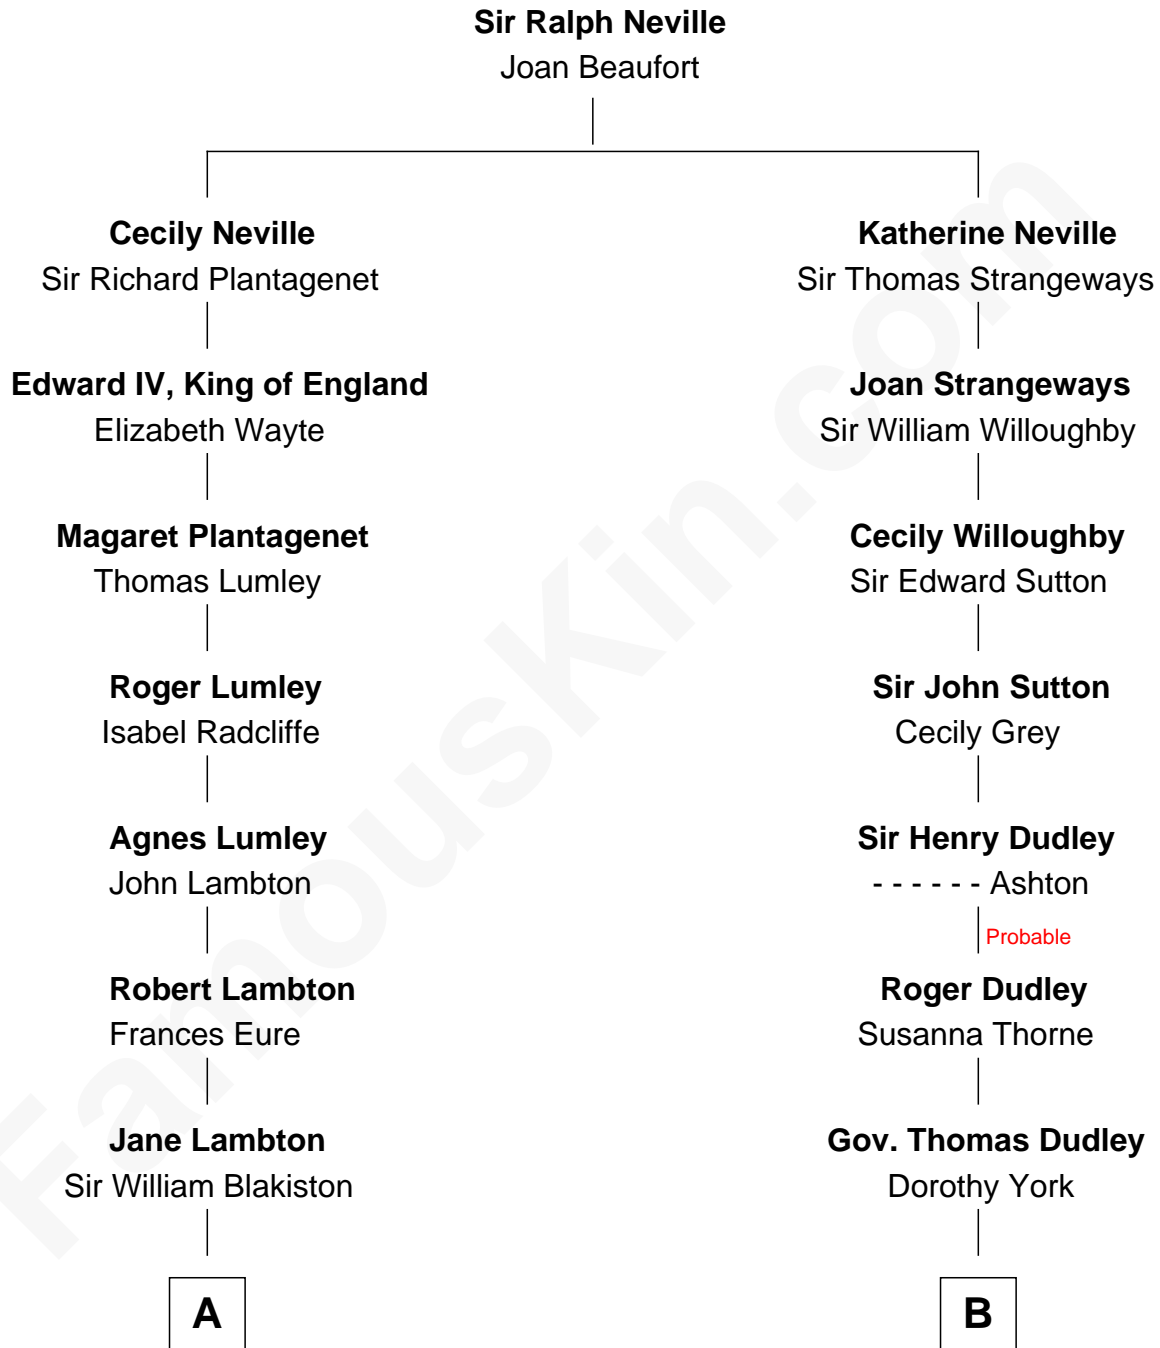 Sir Ralph Neville
Joan Beaufort
Cecily Neville
Sir Richard Plantagenet
Katherine Neville
Sir Thomas Strangeways
Edward IV, King of England
Elizabeth Wayte
Joan Strangeways
Sir William Willoughby
Magaret Plantagenet
Thomas Lumley
Cecily Willoughby
Sir Edward Sutton
Roger Lumley
Isabel Radcliffe
Sir John Sutton
Cecily Grey
Agnes Lumley
John Lambton
Sir Henry Dudley
- - - - - - Ashton
Probable
Robert Lambton
Frances Eure
Roger Dudley
Susanna Thorne
Jane Lambton
Sir William Blakiston
Gov. Thomas Dudley
Dorothy York
A
B
FamousKin.com